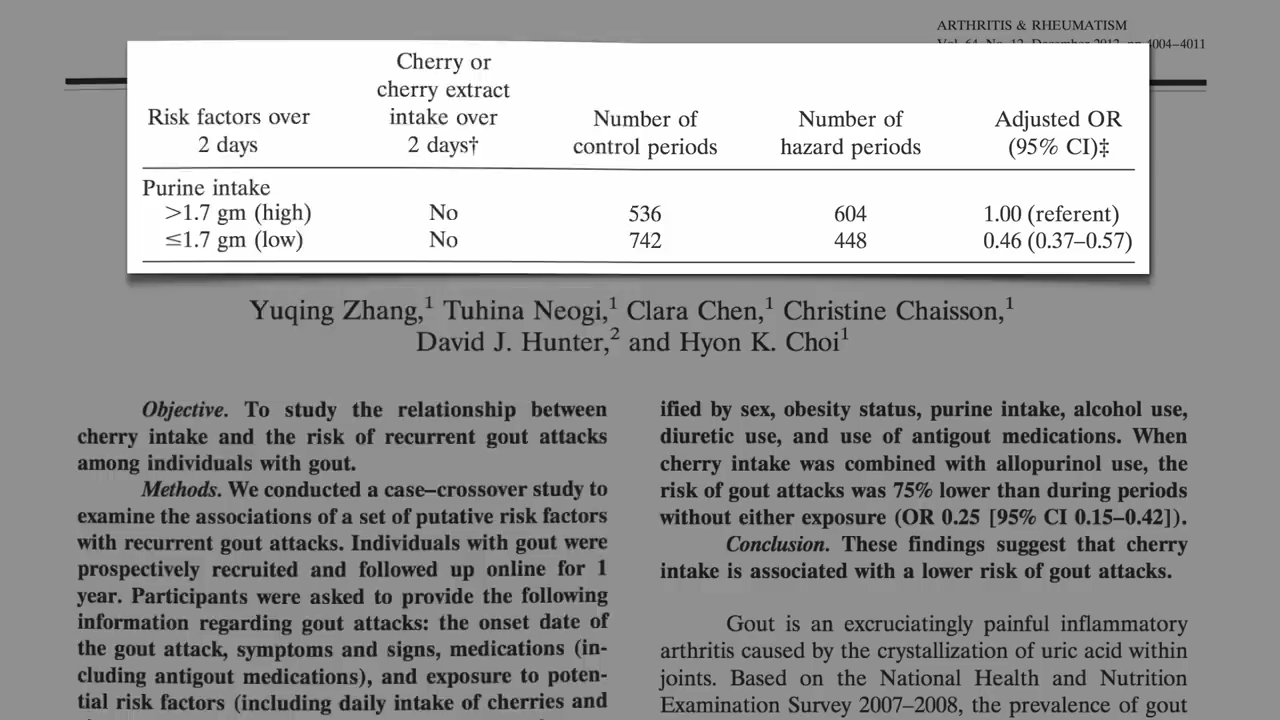 ARTHRITIS & RHEUMATISM
4004–4011
Cherry or
cherry extract
Risk factors over intake over Number of Number of Adjusted OR
2 days 2 days† control periods hazard periods (95% CI)‡
Purine intake
>1.7 gm (high) No 536 604 1.00 (referent)
≤1.7 gm (low) No 742 448 0.46 (0.37–0.57)
Yuqing Zhang,1 Tuhina Neogi,1 Clara Chen,1 Christine Chaisson,1
David J. Hunter,2 and Hyon K. Choi1
Objective. To study the relationship between
cherry intake and the risk of recurrent gout attacks
among individuals with gout.
Methods. We conducted a case–crossover study to
examine the associations of a set of putative risk factors
with recurrent gout attacks. Individuals with gout were
prospectively recruited and followed up online for 1
year. Participants were asked to provide the following
information regarding gout attacks: the onset date of
the gout attack, symptoms and signs, medications (in-
cluding antigout medications), and exposure to poten-
tial risk factors (including daily intake of cherries and
ified by sex, obesity status, purine intake, alcohol use,
diuretic use, and use of antigout medications. When
cherry intake was combined with allopurinol use, the
risk of gout attacks was 75% lower than during periods
without either exposure (OR 0.25 [95% CI 0.15–0.42]).
Conclusion. These findings suggest that cherry
intake is associated with a lower risk of gout attacks.
Gout is an excruciatingly painful inflammatory
arthritis caused by the crystallization of uric acid within
joints. Based on the National Health and Nutrition
Examination Survey 2007–2008, the prevalence of gout